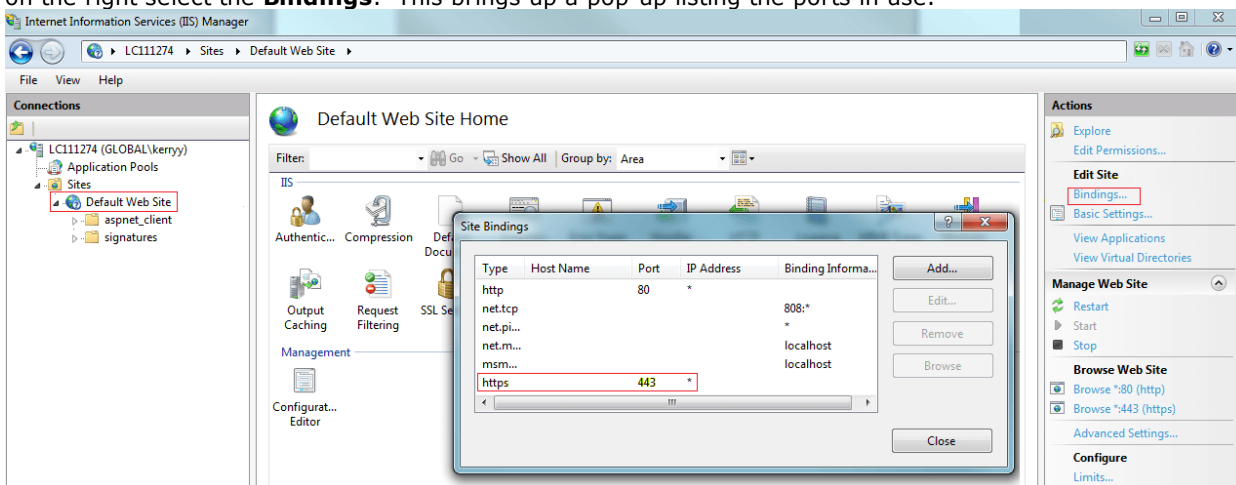 on the right select the Bindings. This brings up a pop-up listing the ports in use.
Internet Information Services (IIS) Manager
LC111274 Sites Default Web Site
File View Help
Connections
LC111274 (GLOBAL\kerryy)
Application Pools
Sites
Default Web Site
aspnet_client
signatures
Default Web Site Home
Filter: Go Show All Group by: Area
IIS
Authentic... Compression Def
Docu
Output Request SSL Se
Caching Filtering
Management
Configurat...
Editor
Site Bindings
Type Host Name Port IP Address Binding Informa...
http 80 *
net.tcp 808:*
net.pi... *
net.m... localhost
msm... localhost
https 443 *
Add...
Edit...
Remove
Browse
Close
Actions
Explore
Edit Permissions...
Edit Site
Bindings...
Basic Settings...
View Applications
View Virtual Directories
Manage Web Site
Restart
Start
Stop
Browse Web Site
Browse *:80 (http)
Browse *:443 (https)
Advanced Settings...
Configure
Limits...